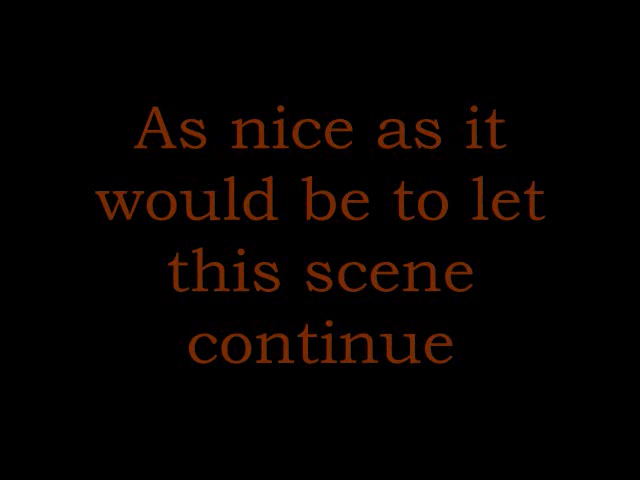 As nice as it
would be to let
this scene
continue